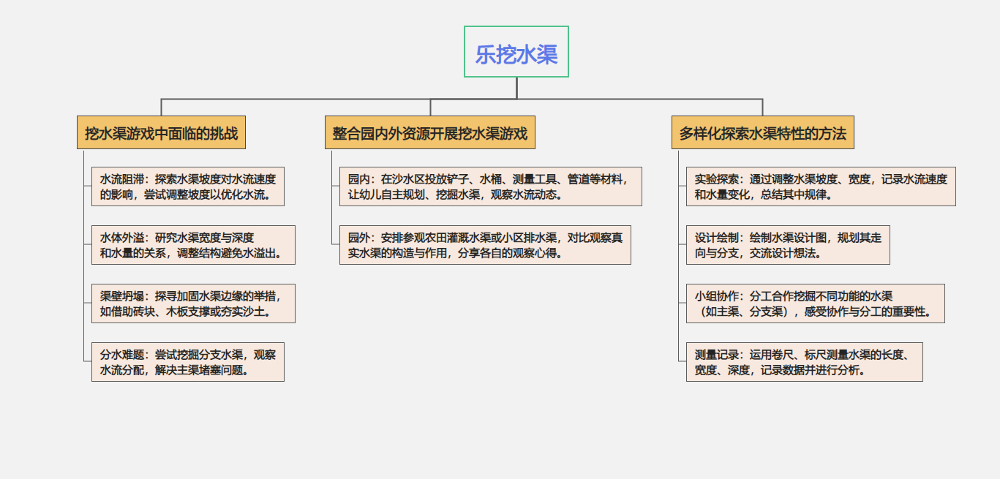 乐挖水渠
挖水渠游戏中面临的挑战
水流阻滞：探索水渠坡度对水流速度
的影响，尝试调整坡度以优化水流。
水体外溢：研究水渠宽度与深度
和水量的关系，调整结构避免水溢出。
渠壁坍塌：探寻加固水渠边缘的举措，
如借助砖块、木板支撑或夯实沙土。
分水难题：尝试挖掘分支水渠，观察
水流分配，解决主渠堵塞问题。
整合园内外资源开展挖水渠游戏
园内：在沙水区投放铲子、水桶、测量工具、管道等材料，
让幼儿自主规划、挖掘水渠，观察水流动态。
园外：安排参观农田灌溉水渠或小区排水渠，对比观察真
实水渠的构造与作用，分享各自的观察心得。
多样化探索水渠特性的方法
实验探索：通过调整水渠坡度、宽度，记录水流速度
和水量变化，总结其中规律。
设计绘制：绘制水渠设计图，规划其走
向与分支，交流设计想法。
小组协作：分工合作挖掘不同功能的水渠
（如主渠、分支渠），感受协作与分工的重要性。
测量记录：运用卷尺、标尺测量水渠的长度、
宽度、深度，记录数据并进行分析。